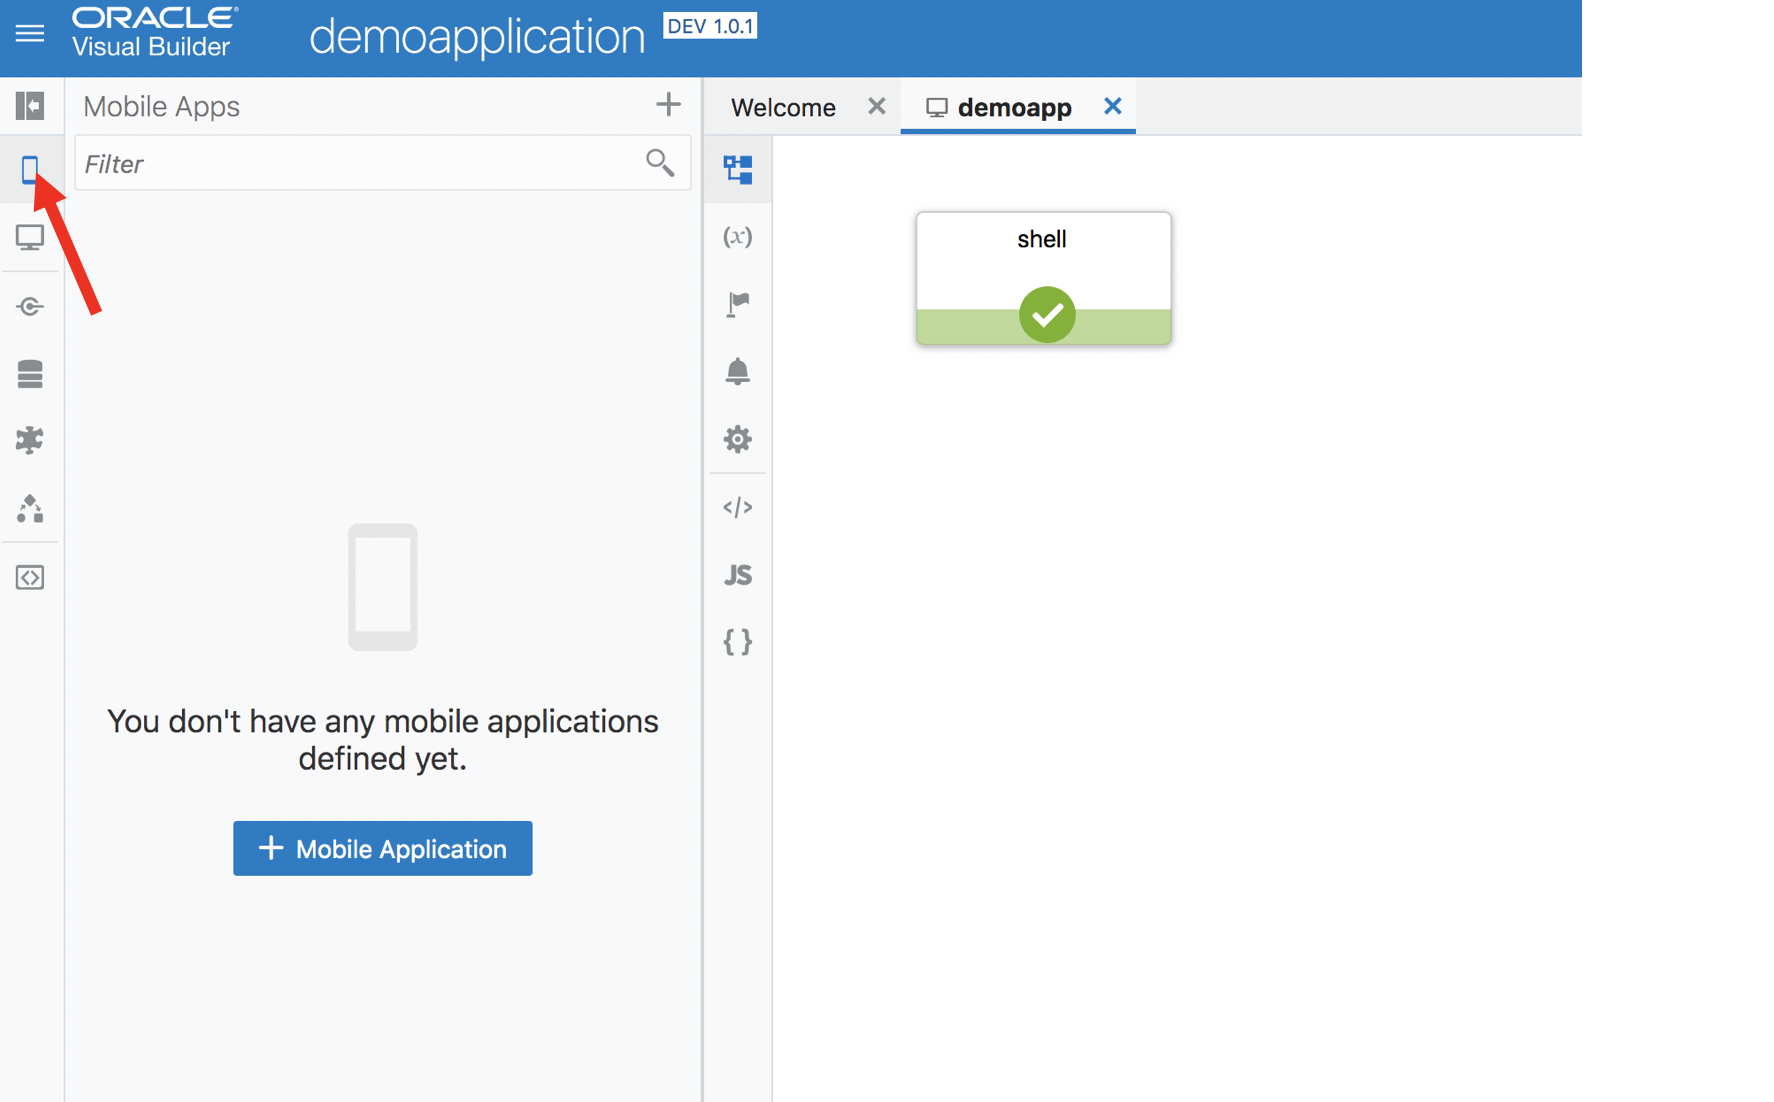 ORACLE
Visual Builder
demoapplication
DEV 1.0.1
Mobile Apps
Filter
Welcome
demoapp
shell
(x)
</>
JS
{ }
You don't have any mobile applications
defined yet.
+ Mobile Application